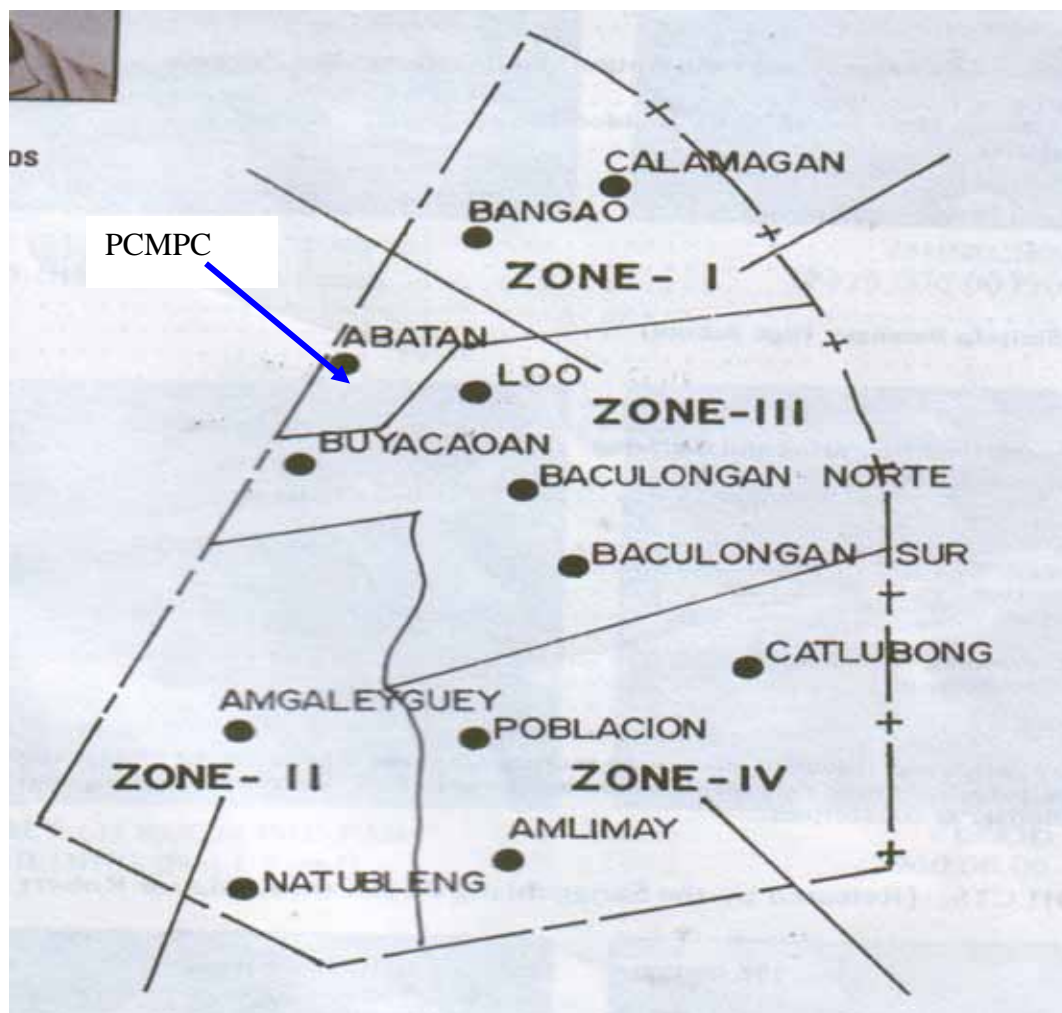 OS
CALAMAGAN
BANGAO
PCMPC
ZONE - I
ABATAN
LOO
ZONE-III
BUYACAOAN
BACULONGAN NORTE
BACULONGAN SUR
CATLUBONG
AMGALEYGUEY
POBLACION
ZONE - II
ZONE-IV
AMLIMAY
NATUBLENG